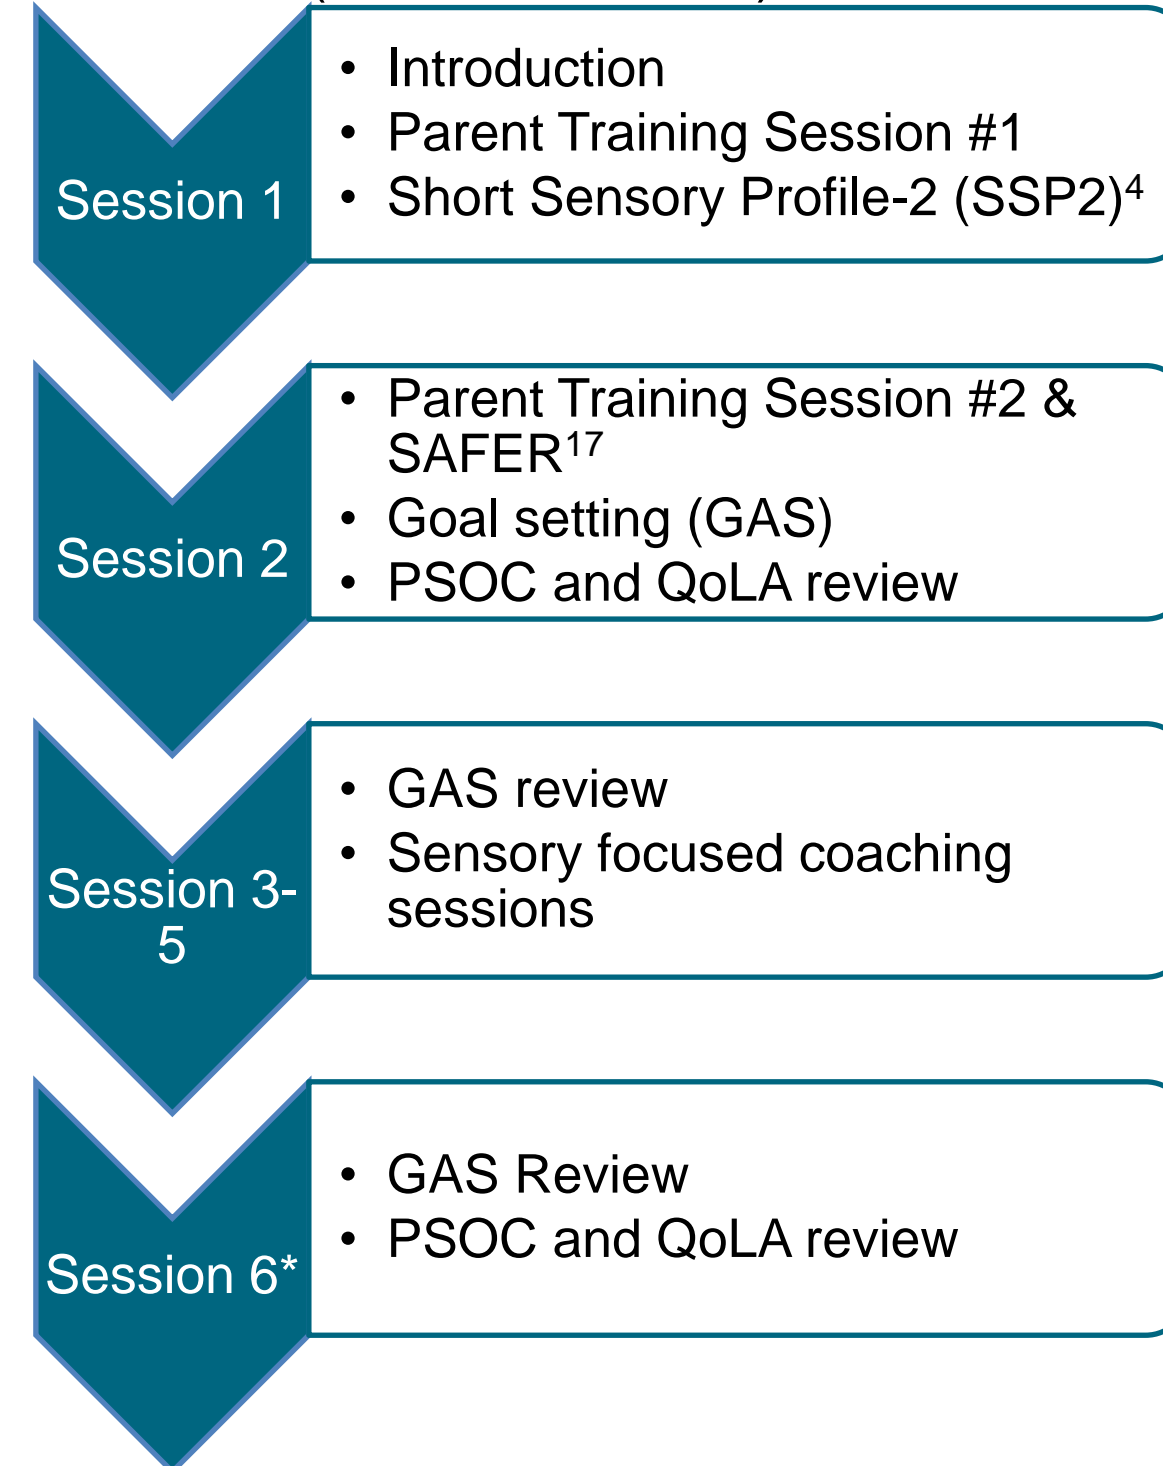 Session 1
• Introduction
• Parent Training Session #1
• Short Sensory Profile-2 (SSP2)⁴
Session 2
• Parent Training Session #2 &
SAFER¹⁷
• Goal setting (GAS)
• PSOC and QoLA review
Session 3-
5
• GAS review
• Sensory focused coaching
sessions
Session 6*
• GAS Review
• PSOC and QoLA review